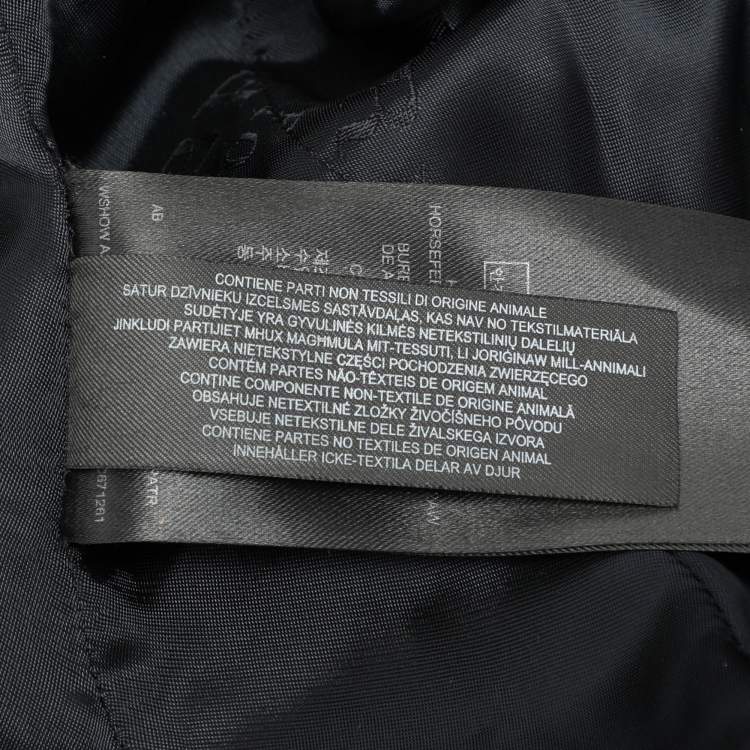 CONTIENE PARTI NON TESSILI DI ORIGINE ANIMALE
SATUR DZĪVNIEKU IZCELSMES SASTĀVDAĻAS, KAS NAV NO TEKSTILMATERIĀLA
SUDĖTYJE YRA GYVULINĖS KILMĖS NETEKSTILINIŲ DALELIŲ
JINKLUDI PARTIJIET MHUX MAGHMULA MIT-TESSUTI, LI JORIĠINAW MILL-ANNIMALI
ZAWIERA NIETEKSTYLNE CZĘŚCI POCHODZENIA ZWIERZĘCEGO
CONTÉM PARTES NÃO-TÊXTEIS DE ORIGEM ANIMAL
CONȚINE COMPONENTE NON-TEXTILE DE ORIGINE ANIMALĂ
OBSAHUJE NETEXTILNÉ ZLOŽKY ŽIVOČÍŠNEHO PÔVODU
VSEBUJE NETEKSTILNE DELE ŽIVALSKEGA IZVORA
CONTIENE PARTES NO TEXTILES DE ORIGEN ANIMAL
INNEHÅLLER ICKE-TEXTILA DELAR AV DJUR
AB
HORSEFE
BUR
DE A
671261